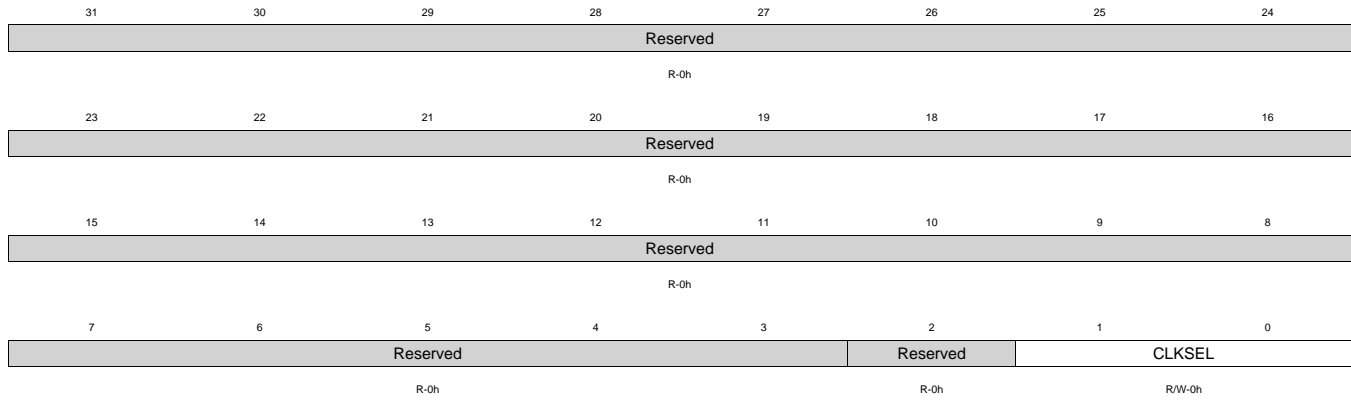 31 30 29 28 27 26 25 24
Reserved
R-0h
23 22 21 20 19 18 17 16
Reserved
R-0h
15 14 13 12 11 10 9 8
Reserved
R-0h
7 6 5 4 3 2 1 0
Reserved Reserved CLKSEL
R-0h R-0h R/W-0h